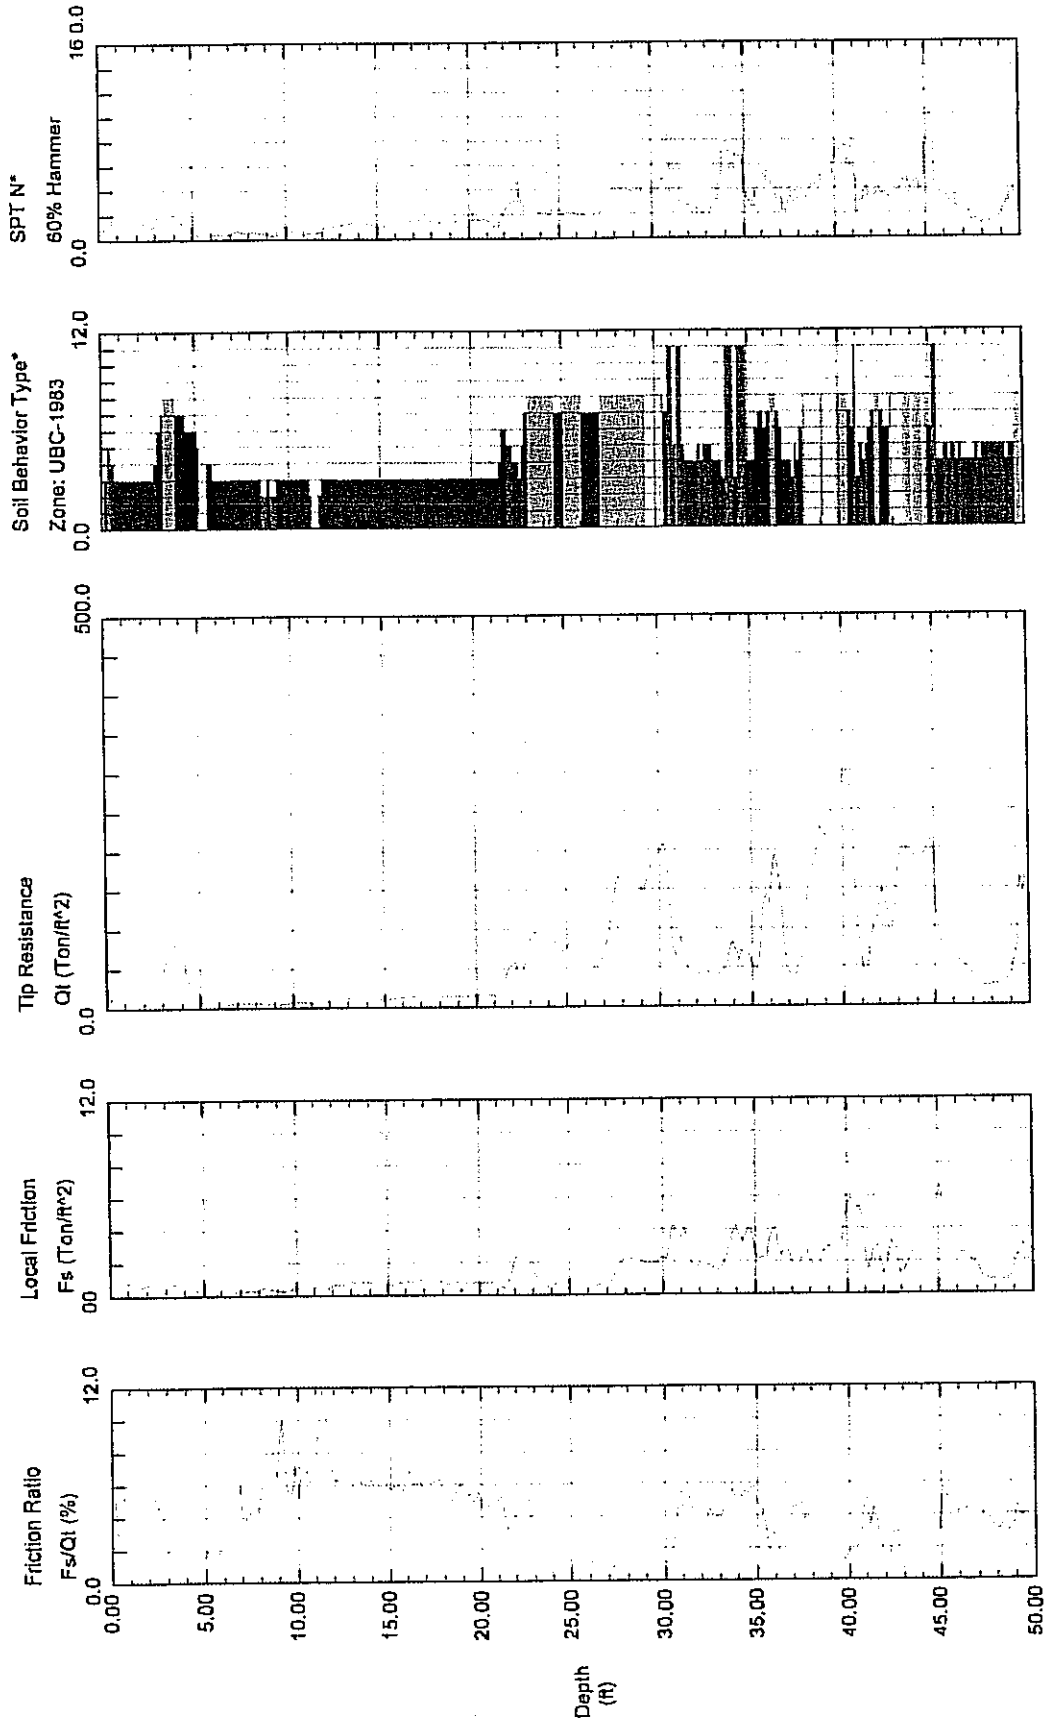 Friction Ratio
Fs/Qt (%)
0.0
12.0
Local Friction
Fs (Ton/ft^2)
00
12.0
Tip Resistance
Qt (Ton/ft^2)
0.0
500.0
Soil Behavior Type*
Zone: UBC-1983
0.0
12.0
SPT N*
60% Hammer
0.0
16 0.0
0.00
5.00
10.00
15.00
20.00
25.00
30.00
35.00
40.00
45.00
50.00
Depth
(ft)